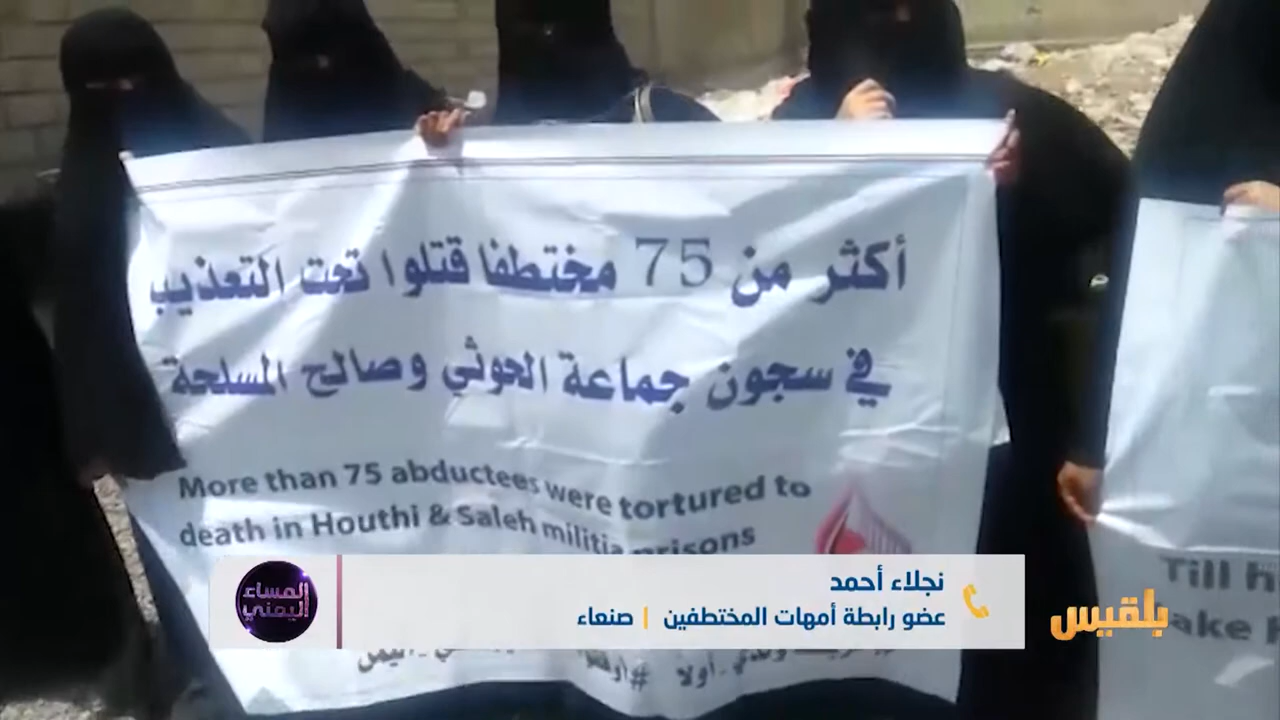 أكثر من 75 مختطفا قتلوا تحت التعذيب
في سجون جماعة الحوثي وصالح المسلحة
More than 75 abductees were tortured to
death in Houthi & Saleh militia prisons
Till
نجلاء أحمد
عضو رابطة أمهات المختطفين | صنعاء
المساء
اليمني
بلقيس